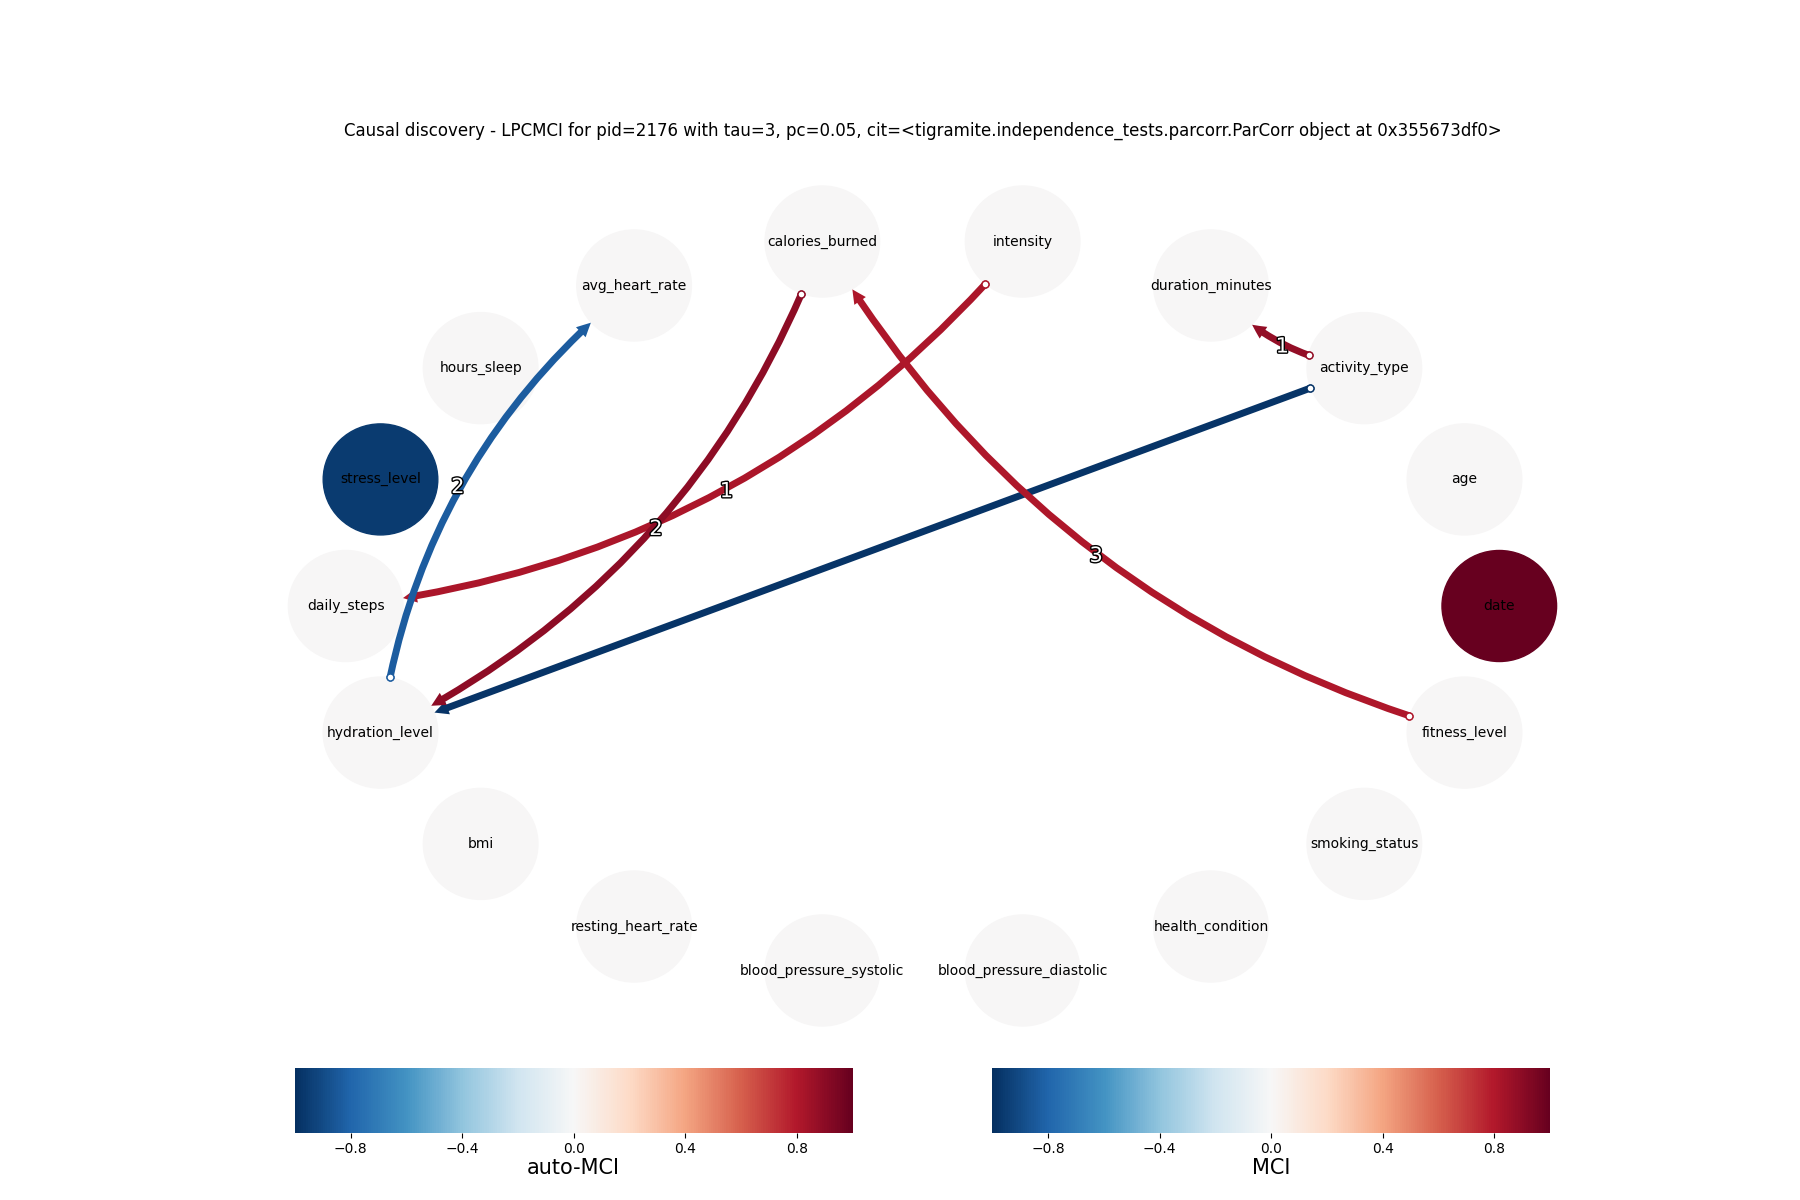 Causal discovery - LPCMCI for pid=2176 with tau=3, pc=0.05, cit=<tigramite.independence_tests.parcorr.ParCorr object at 0x355673df0>
calories_burned
intensity
avg_heart_rate
duration_minutes
1
hours_sleep
activity_type
stress_level
2
1
age
2
3
daily_steps
date
hydration_level
fitness_level
bmi
smoking_status
resting_heart_rate
health_condition
blood_pressure_systolic
blood_pressure_diastolic
−0.8 −0.4 0.0 0.4 0.8
auto-MCI
−0.8 −0.4 0.0 0.4 0.8
MCI